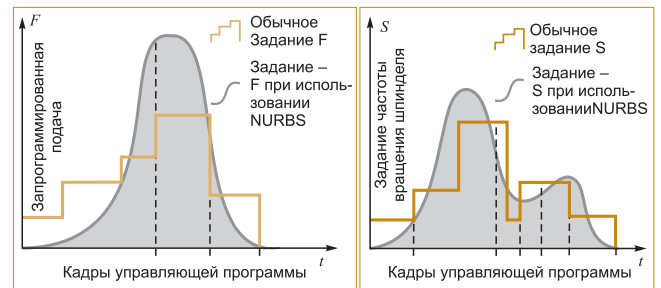 F
Обычное
Задание F
Задание –
F при исполь-
зовании
NURBS
Запрограммированная
подача
t
Кадры управляющей программы
S
Обычное
задание S
Задание –
S при исполь-
зованииNURBS
Задание частоты
вращения шпинделя
t
Кадры управляющей программы